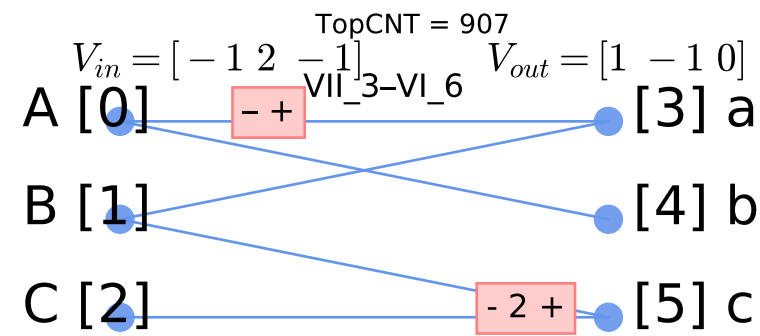 TopCNT = 907
V_in = [ − 1 2 − 1]
V_out = [1 − 1 0]
VII_3–VI_6
A [0]
– +
[3] a
B [1]
[4] b
C [2]
- 2 +
[5] c